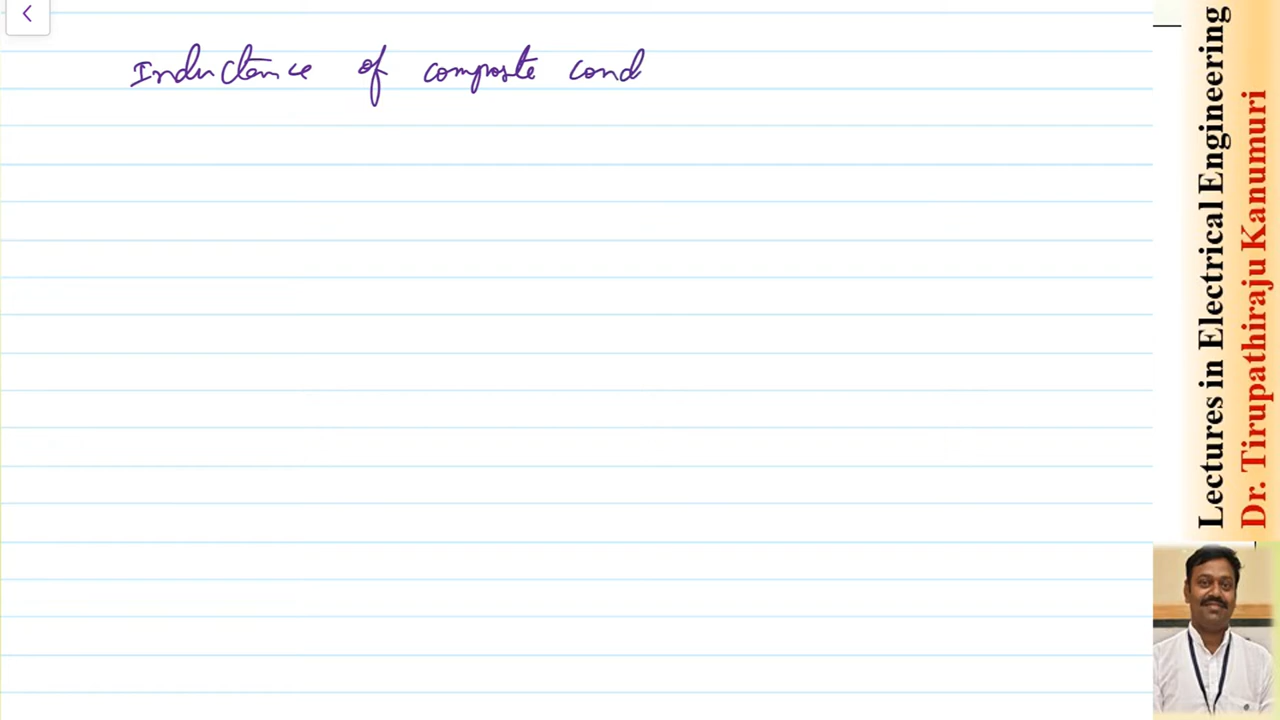 Inductance of composite cond
Lectures in Electrical Engineering
Dr. Tirupathiraju Kanumuri